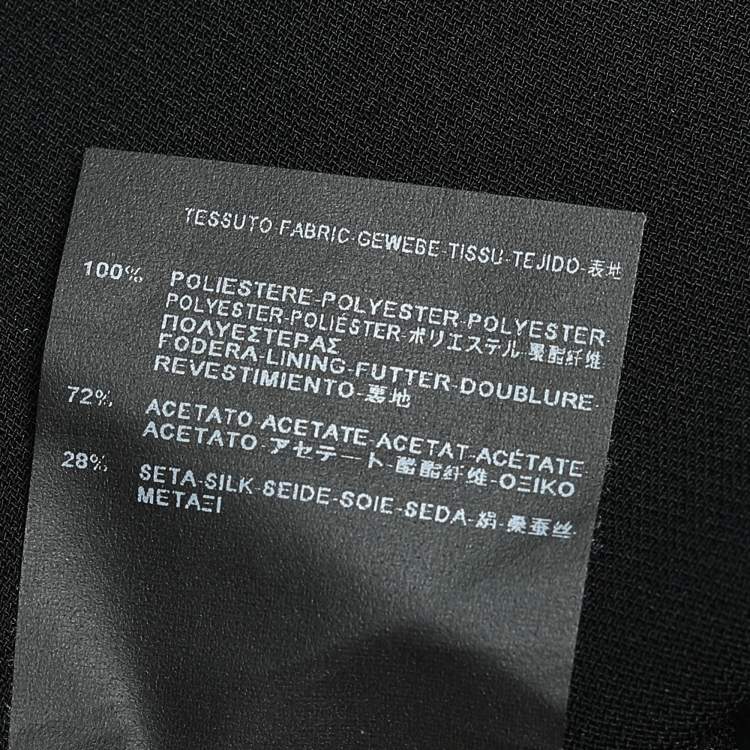 TESSUTO-FABRIC-GEWEBE-TISSU-TEJIDO-表地
100% POLIESTERE-POLYESTER-POLYESTER-
POLYESTER-POLIÉSTER-ポリエステル-聚酯纤维
ΠΟΛΥΕΣΤΕΡΑΣ
FODERA-LINING-FUTTER-DOUBLURE-
REVESTIMIENTO-裏地
72% ACETATO ACETATE-ACETAT-ACÉTATE-
ACETATO-アセテート-醋酯纤维-ΟΞΙΚΟ
28% SETA-SILK-SEIDE-SOIE-SEDA-絹-桑蚕丝
ΜΕΤΑΞΙ